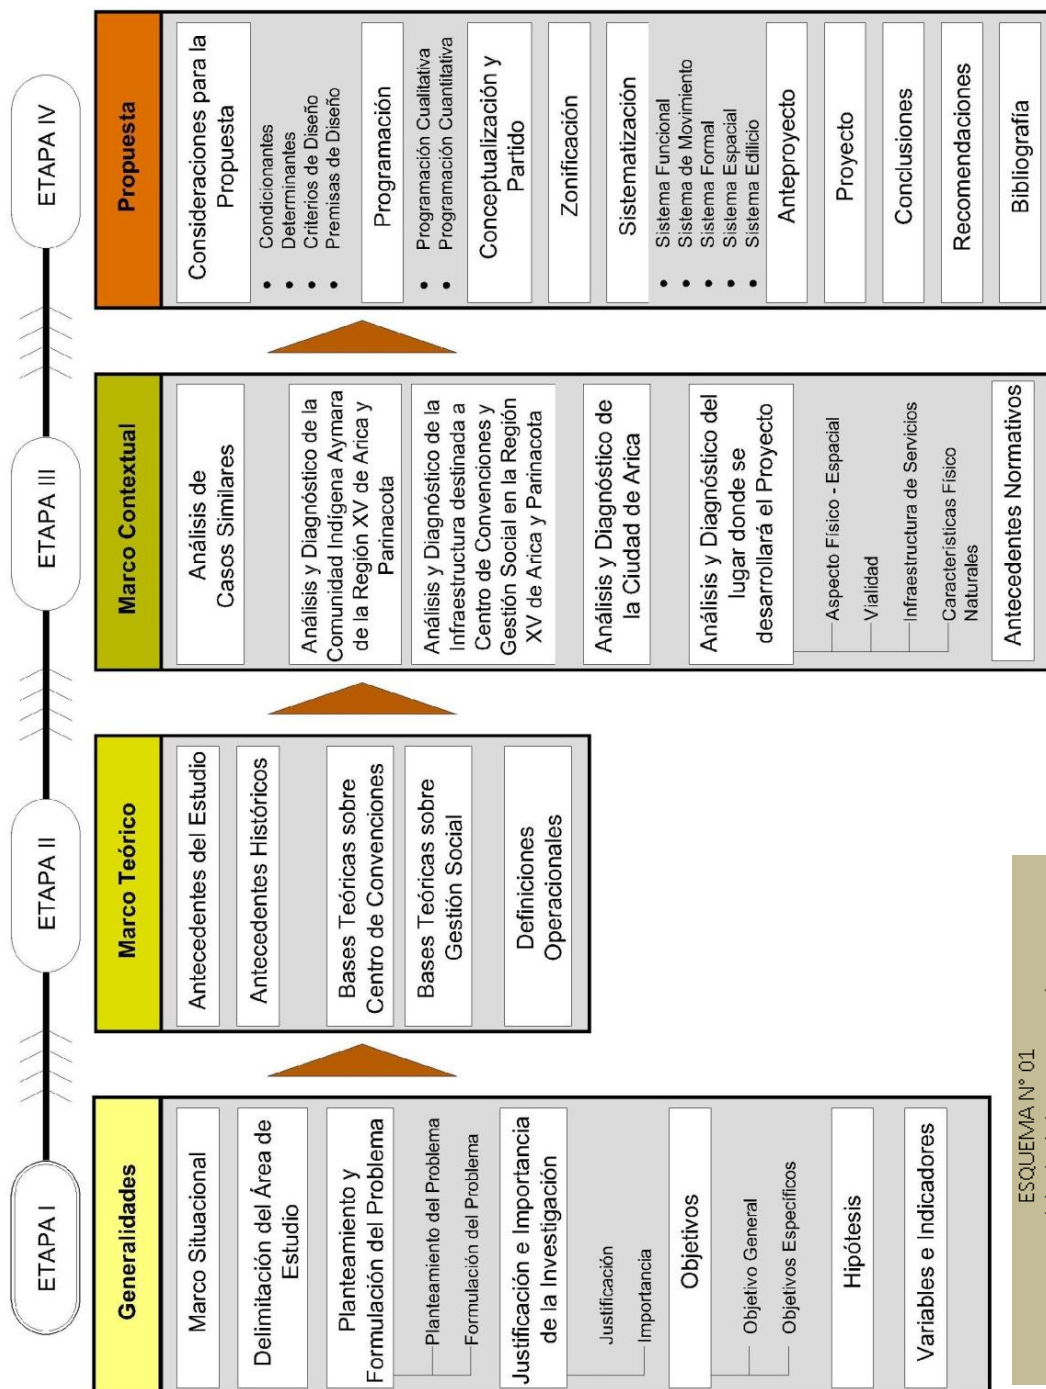 ETAPA I
ETAPA II
ETAPA III
ETAPA IV
Generalidades
Marco Situacional
Delimitación del Área de
Estudio
Planteamiento y
Formulación del Problema
Planteamiento del Problema
Formulación del Problema
Justificación e Importancia
de la Investigación
Justificación
Importancia
Objetivos
Objetivo General
Objetivos Específicos
Hipótesis
Variables e Indicadores
Marco Teórico
Antecedentes del Estudio
Antecedentes Históricos
Bases Teóricas sobre
Centro de Convenciones
Bases Teóricas sobre
Gestión Social
Definiciones
Operacionales
Marco Contextual
Análisis de
Casos Similares
Análisis y Diagnóstico de la
Comunidad Indígena Aymara
de la Región XV de Arica y
Parinacota
Análisis y Diagnóstico de la
Infraestructura destinada a
Centro de Convenciones y
Gestión Social en la Región
XV de Arica y Parinacota
Análisis y Diagnóstico de
la Ciudad de Arica
Análisis y Diagnóstico del
lugar donde se
desarrollará el Proyecto
Aspecto Físico - Espacial
Vialidad
Infraestructura de Servicios
Características Físico
Naturales
Antecedentes Normativos
Propuesta
Consideraciones para la
Propuesta
• Condicionantes
• Determinantes
• Criterios de Diseño
• Premisas de Diseño
Programación
• Programación Cualitativa
• Programación Cuantitativa
Conceptualización y
Partido
Zonificación
Sistematización
• Sistema Funcional
• Sistema de Movimiento
• Sistema Formal
• Sistema Espacial
• Sistema Edilicio
Anteproyecto
Proyecto
Conclusiones
Recomendaciones
Bibliografía
ESQUEMA N° 01